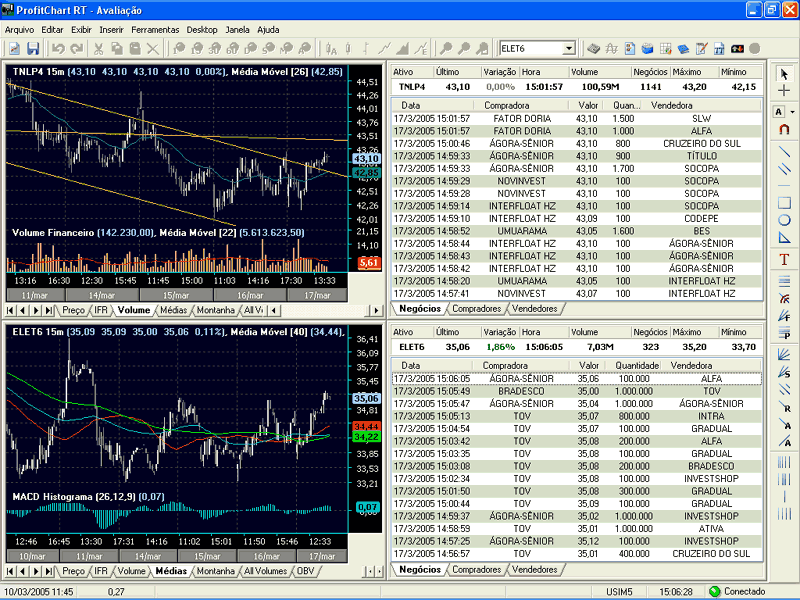 ProfitChart RT - Avaliação
Arquivo Editar Exibir Inserir Ferramentas Desktop Janela Ajuda
ELET6
TNLP4 15m (43,10 43,10 43,10 43,10 0,00%), Média Móvel [26] (42,85)
44,51
44,26
44,01
43,76
43,51
43,26
43,10
42,85
42,76
42,51
42,26
42,01
Volume Financeiro (142.230,00), Média Móvel [22] (5.613.623,50)
21,15
14,10
5,61
13:16 16:30 12:30 15:45 11:45 15:00 11:03 14:15 10:18 13:33
11/mar 14/mar 15/mar 16/mar 17/mar
Preço IFR Volume Médias Montanha All V
Ativo Último Variação Hora Volume Negócios Máximo Mínimo
TNLP4 43,10 0,00% 15:01:57 100,59M 1141 43,20 42,15
Data Compradora Valor Quan... Vendedora
17/3/2005 15:01:57 FATOR DORIA 43,10 1.500 SLW
17/3/2005 15:01:57 FATOR DORIA 43,10 1.000 ALFA
17/3/2005 15:00:46 ÁGORA-SÊNIOR 43,10 800 CRUZEIRO DO SUL
17/3/2005 14:59:33 ÁGORA-SÊNIOR 43,10 900 TÍTULO
17/3/2005 14:59:33 ÁGORA-SÊNIOR 43,10 1.700 SOCOPA
17/3/2005 14:59:29 NOVINVEST 43,10 100 SOCOPA
17/3/2005 14:59:28 NOVINVEST 43,10 100 SOCOPA
17/3/2005 14:59:14 INTERFLOAT HZ 43,10 100 SOCOPA
17/3/2005 14:59:10 INTERFLOAT HZ 43,09 100 CODEPE
17/3/2005 14:58:52 UMUARAMA 43,05 1.600 BES
17/3/2005 14:58:44 INTERFLOAT HZ 43,10 100 ÁGORA-SÊNIOR
17/3/2005 14:58:43 INTERFLOAT HZ 43,10 100 ÁGORA-SÊNIOR
17/3/2005 14:58:42 INTERFLOAT HZ 43,10 100 ÁGORA-SÊNIOR
17/3/2005 14:58:20 UMUARAMA 43,05 100 INTERFLOAT HZ
17/3/2005 14:57:41 NOVINVEST 43,07 100 INTERFLOAT HZ
Negócios Compradores Vendedores
ELET6 15m (35,09 35,09 35,00 35,06 0,11%), Média Móvel [40] (34,44),
36,41
36,09
35,77
35,45
35,06
34,81
34,44
34,22
33,85
33,53
33,21
MACD Histograma (26,12,9) (0,07)
0,07
12:46 16:45 13:30 17:31 14:16 11:02 15:01 11:50 15:45 12:33
10/mar 11/mar 14/mar 15/mar 16/mar 17/mar
Preço IFR Volume Médias Montanha All Volumes OBV
Ativo Último Variação Hora Volume Negócios Máximo Mínimo
ELET6 35,06 1,86% 15:06:05 7,03M 323 35,20 33,70
Data Compradora Valor Quantidade Vendedora
17/3/2005 15:06:05 ÁGORA-SÊNIOR 35,06 100.000 ALFA
17/3/2005 15:05:49 BRADESCO 35,00 1.000.000 TOV
17/3/2005 15:05:47 ÁGORA-SÊNIOR 35,04 1.000.000 ÁGORA-SÊNIOR
17/3/2005 15:05:13 TOV 35,07 800.000 INTRA
17/3/2005 15:04:54 TOV 35,07 100.000 GRADUAL
17/3/2005 15:03:42 TOV 35,08 200.000 ALFA
17/3/2005 15:03:35 TOV 35,08 100.000 GRADUAL
17/3/2005 15:03:08 TOV 35,08 200.000 BRADESCO
17/3/2005 15:02:34 TOV 35,08 100.000 INVESTSHOP
17/3/2005 15:01:50 TOV 35,08 300.000 GRADUAL
17/3/2005 15:00:44 TOV 35,09 100.000 GRADUAL
17/3/2005 14:59:37 ÁGORA-SÊNIOR 35,02 1.000.000 INVESTSHOP
17/3/2005 14:58:59 TOV 35,01 1.000.000 ATIVA
17/3/2005 14:57:25 ÁGORA-SÊNIOR 35,12 100.000 INVESTSHOP
17/3/2005 14:56:57 TOV 35,01 400.000 CRUZEIRO DO SUL
Negócios Compradores Vendedores
10/03/2005 11:45 0,27 USIM5 15:06:28 Conectado